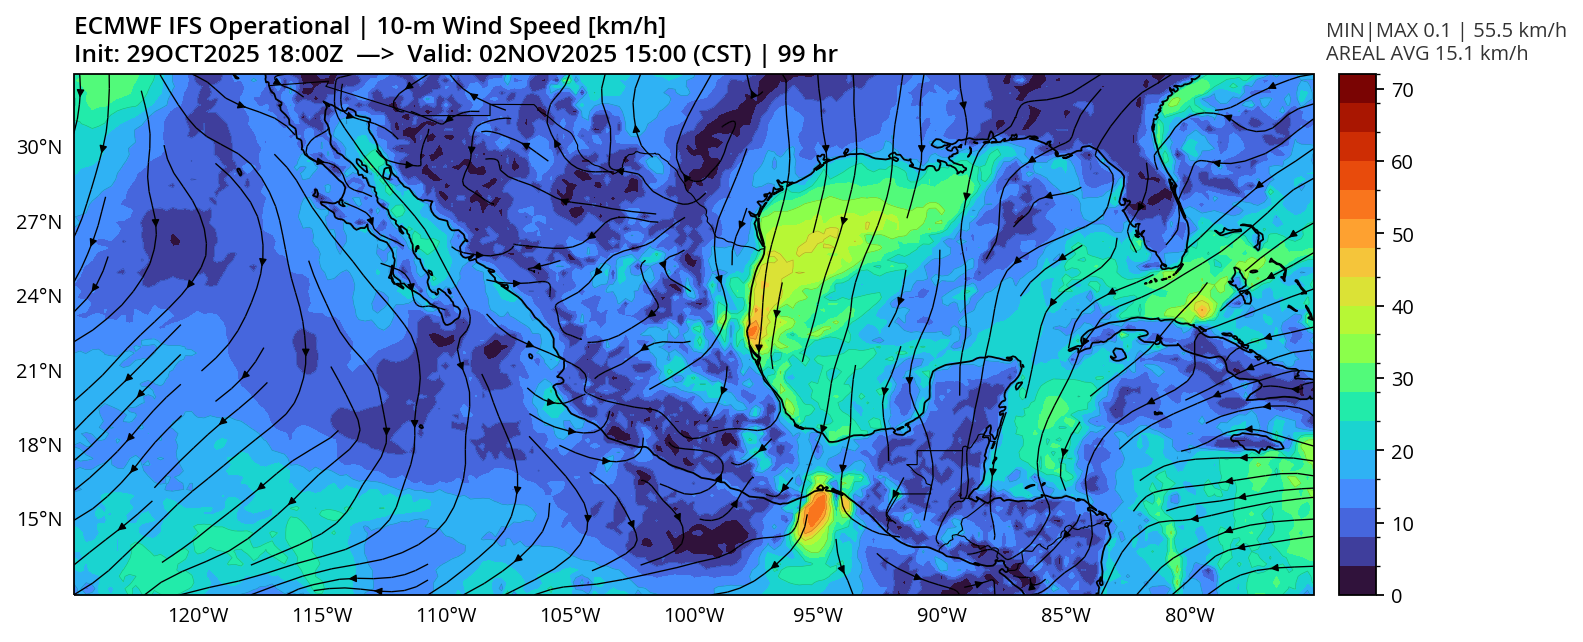 ECMWF IFS Operational | 10-m Wind Speed [km/h]
Init: 29OCT2025 18:00Z —> Valid: 02NOV2025 15:00 (CST) | 99 hr
MIN|MAX 0.1 | 55.5 km/h
AREAL AVG 15.1 km/h
30°N
27°N
24°N
21°N
18°N
15°N
120°W
115°W
110°W
105°W
100°W
95°W
90°W
85°W
80°W
70
60
50
40
30
20
10
0